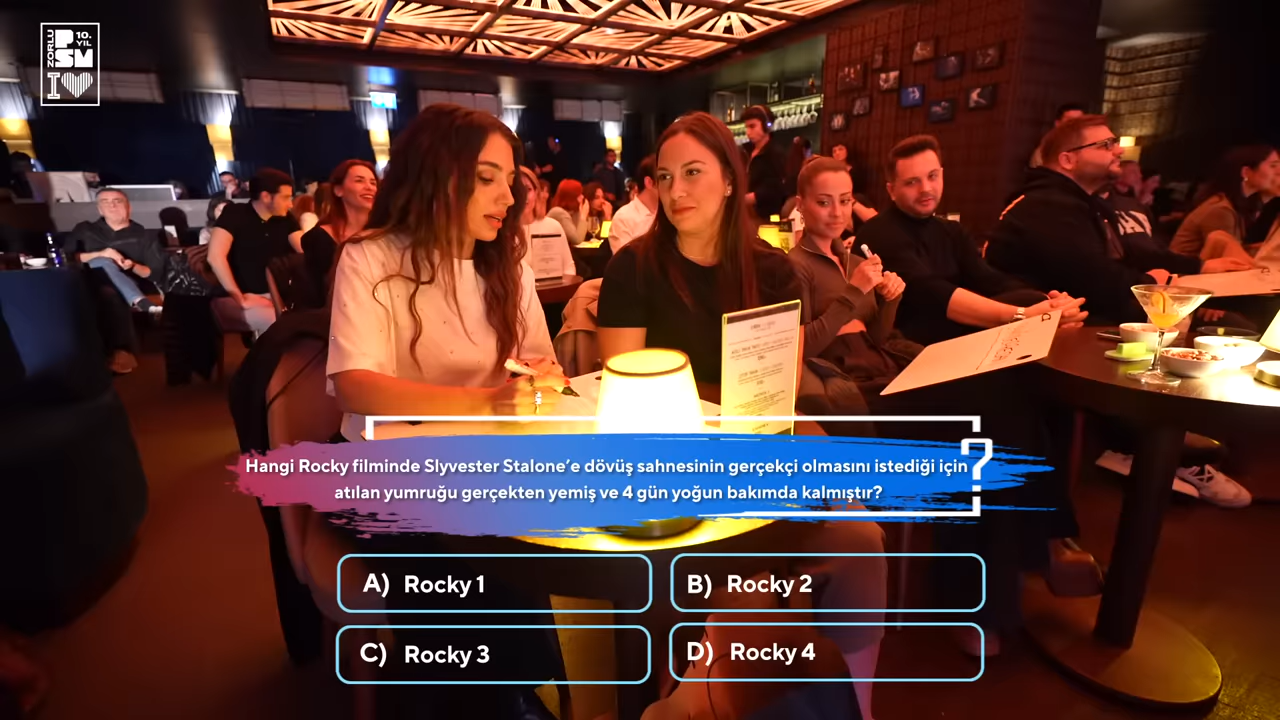 ZORLU
PSM
10.
YIL
I
Hangi Rocky filminde Slyvester Stalone’e dövüş sahnesinin gerçekçi olmasını istediği için
atılan yumruğu gerçekten yemiş ve 4 gün yoğun bakımda kalmıştır?
?
A) Rocky 1
B) Rocky 2
C) Rocky 3
D) Rocky 4